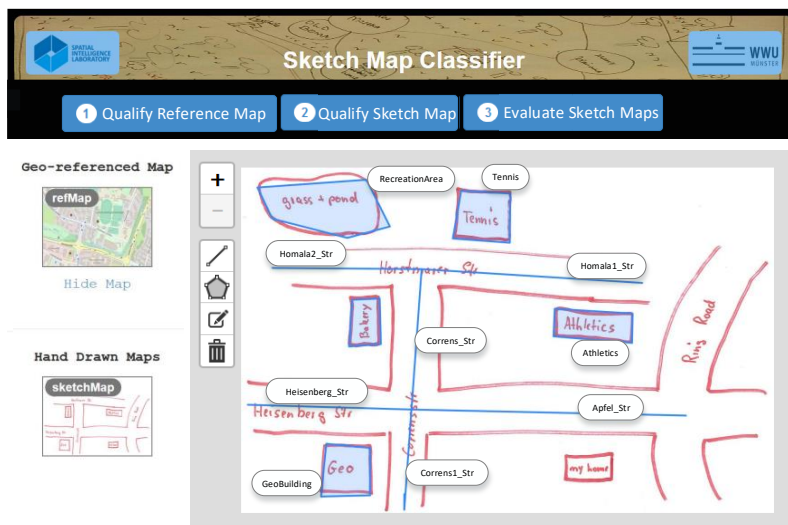 SPATIAL
INTELLIGENCE
LABORATORY
Sketch Map Classifier
WWU
MÜNSTER
1 Qualify Reference Map
2 Qualify Sketch Map
3 Evaluate Sketch Maps
Geo-referenced Map
refMap
Hide Map
Hand Drawn Maps
sketchMap
+
−
RecreationArea
Tennis
grass + pond
Tennis
Homala2_Str
Horstmarer Str
Homala1_Str
Bakery
Correns_Str
Athletics
Athletics
Ring Road
Heisenberg_Str
Heisenberg Str
Corrensstr
Apfel_Str
Geo
GeoBuilding
Correns1_Str
my home